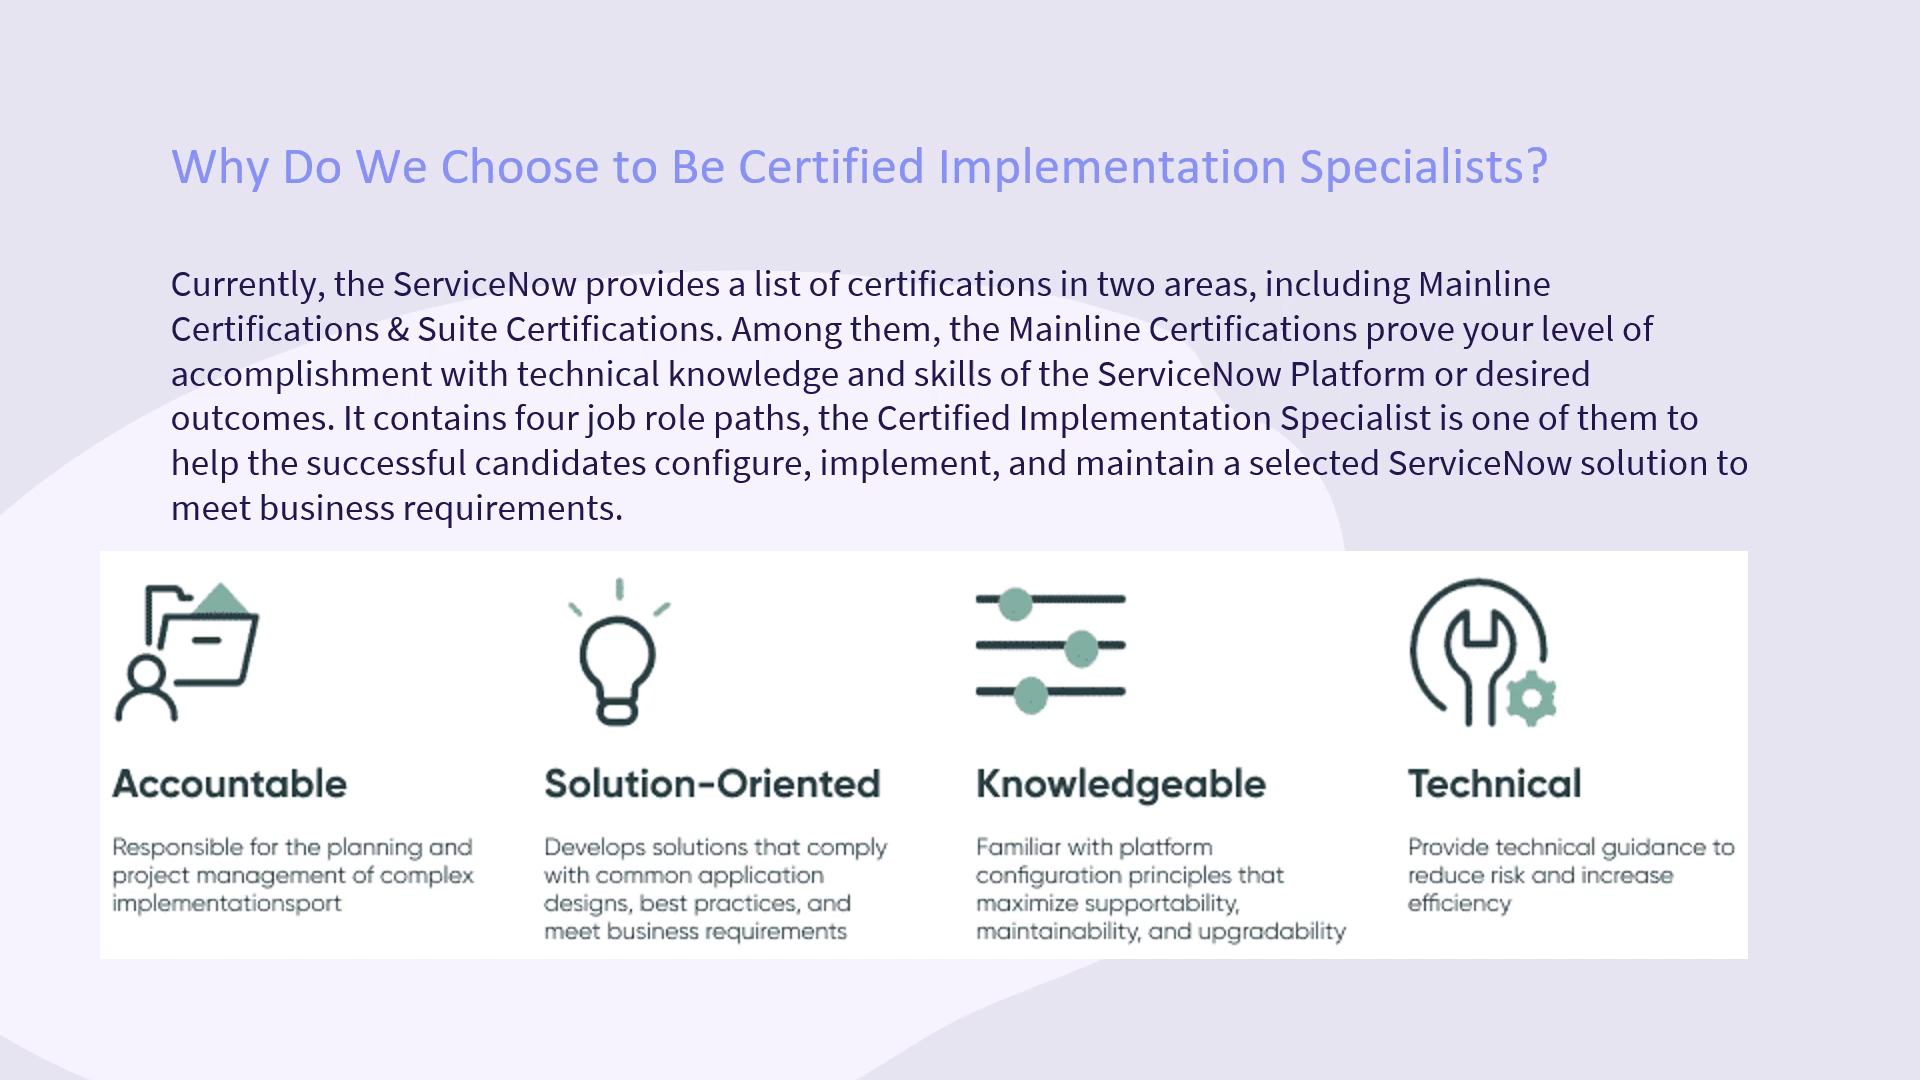 Why Do We Choose to Be Certified Implementation Specialists?
Currently, the ServiceNow provides a list of certifications in two areas, including Mainline
Certifications & Suite Certifications. Among them, the Mainline Certifications prove your level of
accomplishment with technical knowledge and skills of the ServiceNow Platform or desired
outcomes. It contains four job role paths, the Certified Implementation Specialist is one of them to
help the successful candidates configure, implement, and maintain a selected ServiceNow solution to
meet business requirements.
Accountable
Responsible for the planning and
project management of complex
implementationsport
Solution-Oriented
Develops solutions that comply
with common application
designs, best practices, and
meet business requirements
Knowledgeable
Familiar with platform
configuration principles that
maximize supportability,
maintainability, and upgradability
Technical
Provide technical guidance to
reduce risk and increase
efficiency